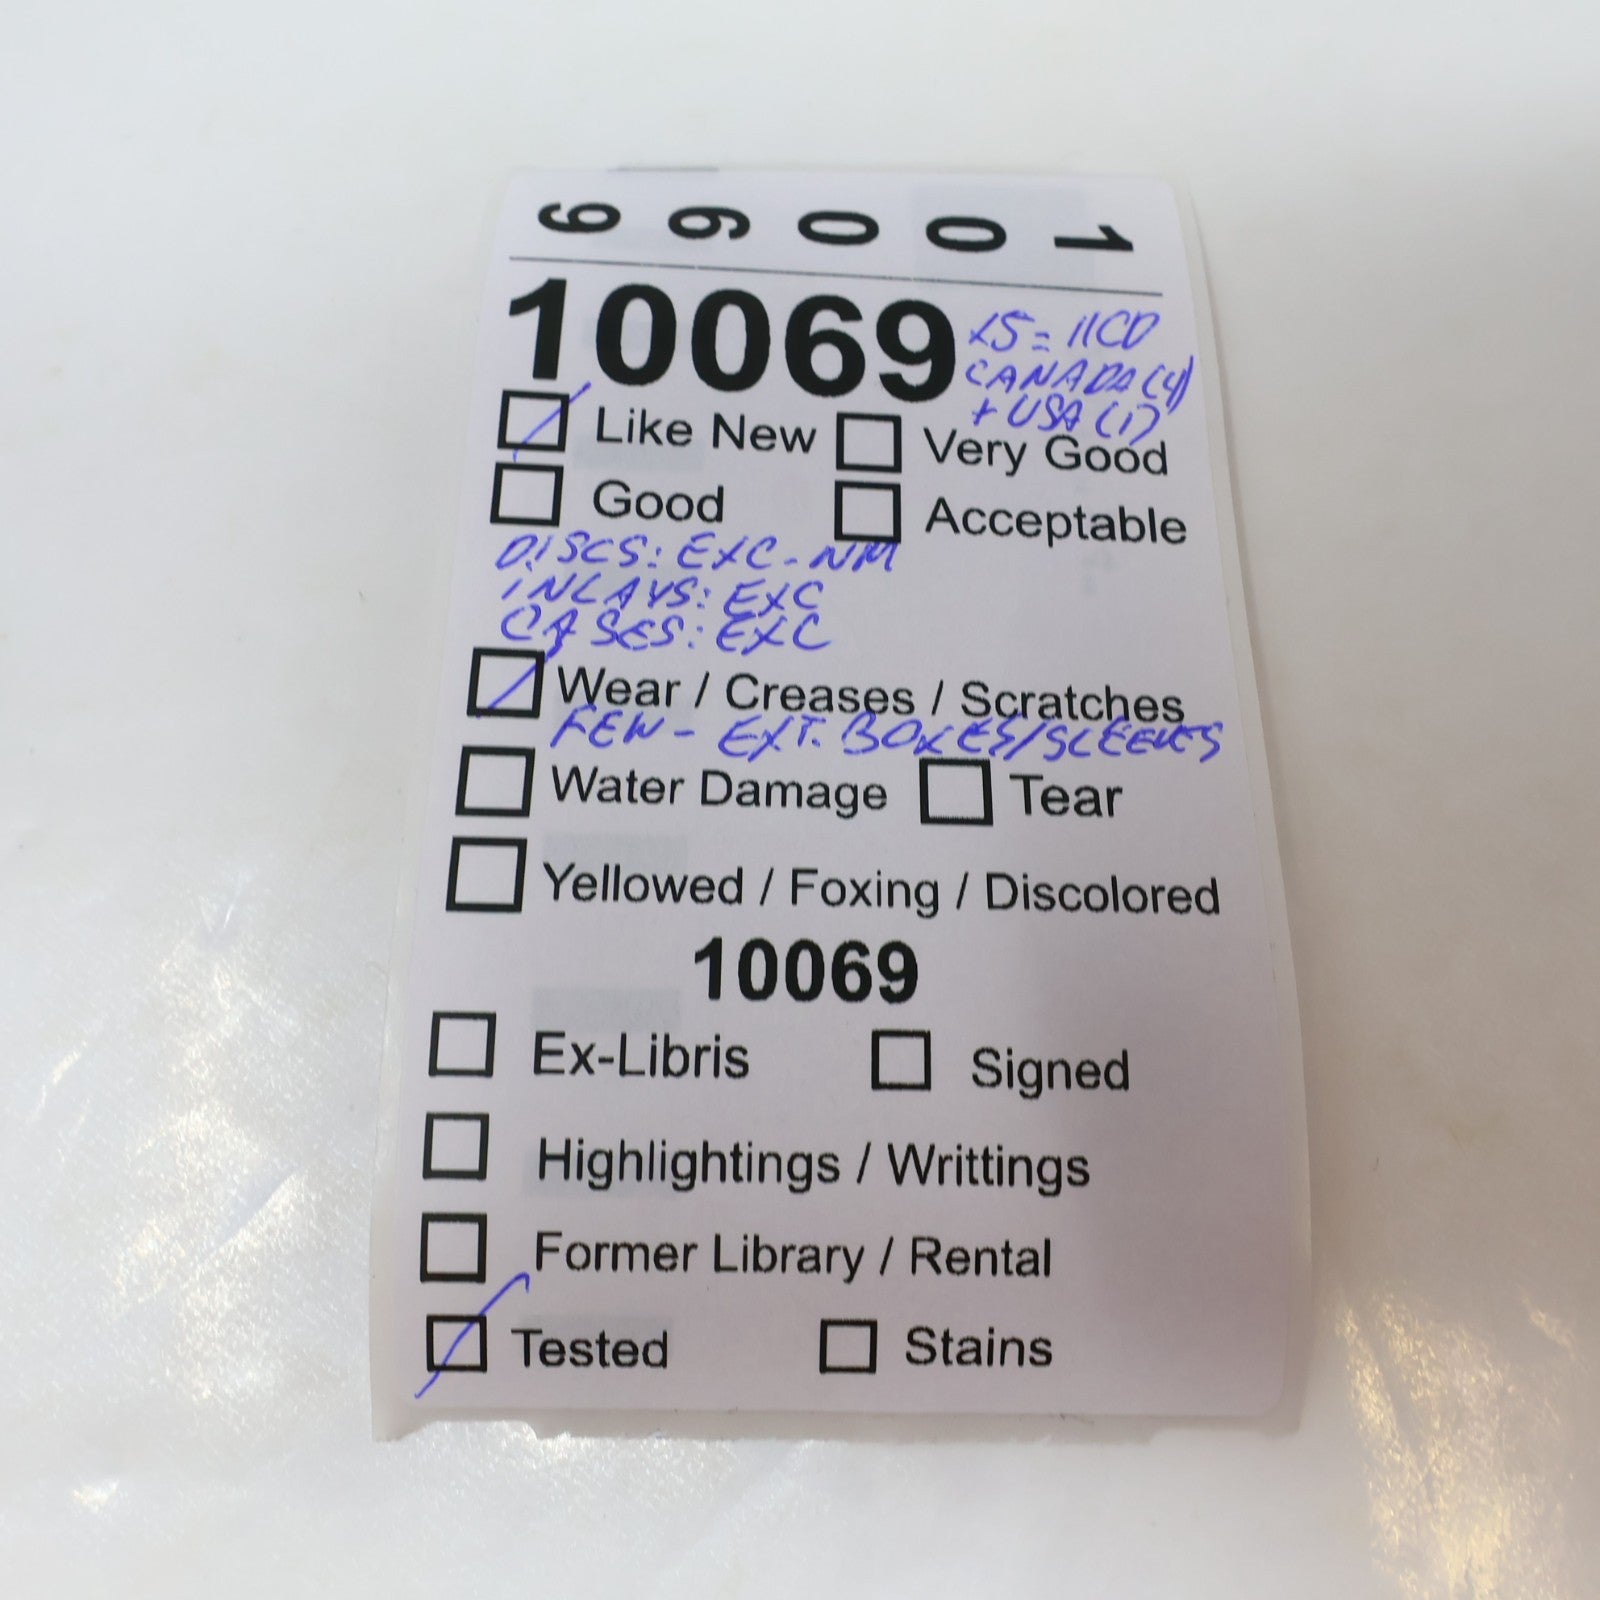 10069
10069
x5 = 11CD
CANADA (4)
+ USA (1)
Like New Very Good
Good Acceptable
DISCS: EXC-NM
INLAYS: EXC
CASES: EXC
Wear / Creases / Scratches
FEW - EXT. BOXES/SLEEVES
Water Damage Tear
Yellowed / Foxing / Discolored
10069
Ex-Libris Signed
Highlightings / Writtings
Former Library / Rental
Tested Stains